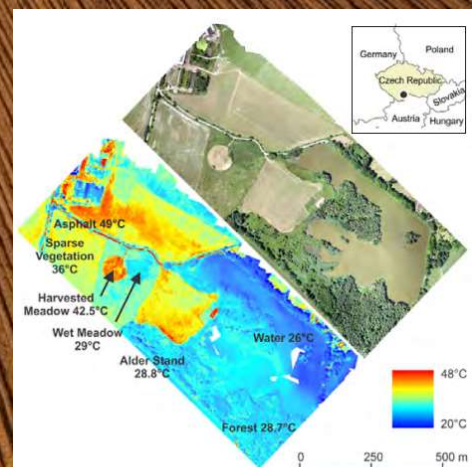 Germany
Poland
Czech Republic
Slovakia
Austria
Hungary
Asphalt 49°C
Sparse
Vegetation
36°C
Harvested
Meadow 42.5°C
Wet Meadow
29°C
Alder Stand
28.8°C
Water 26°C
Forest 28.7°C
48°C
20°C
0 250 500 m